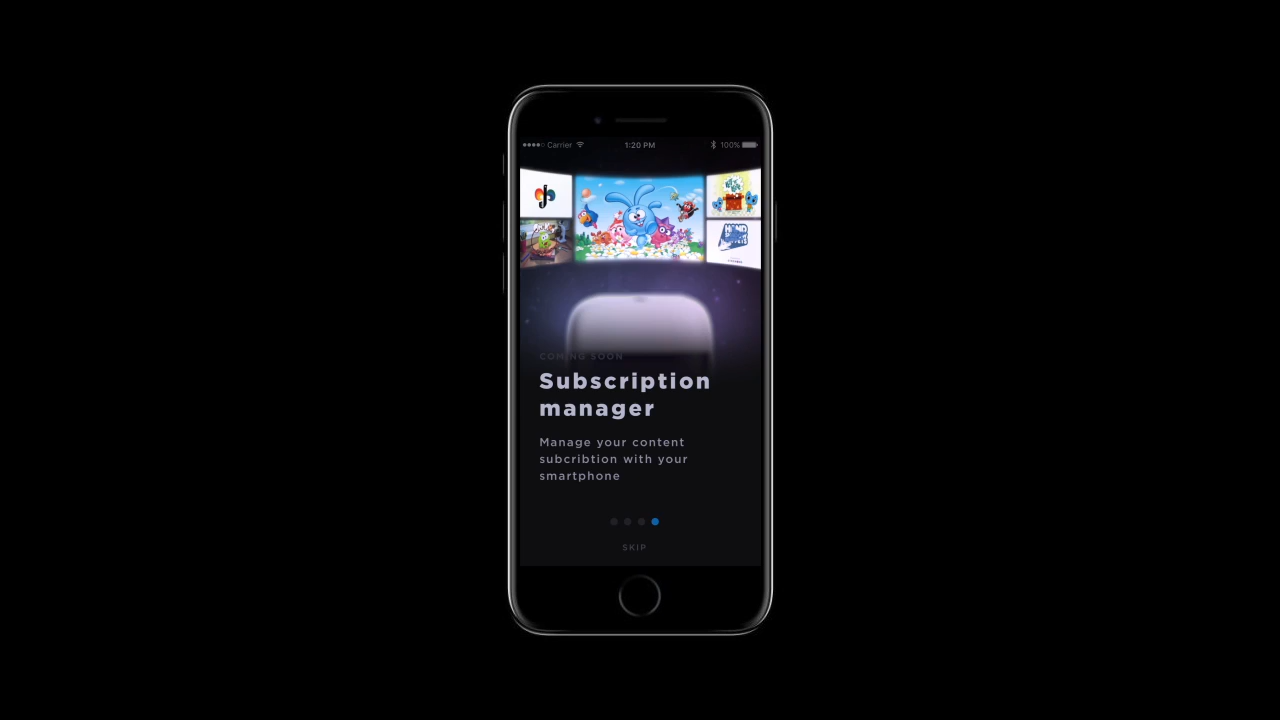 Carrier 1:20 PM 100%
COMING SOON
Subscription
manager
Manage your content
subcribtion with your
smartphone
SKIP